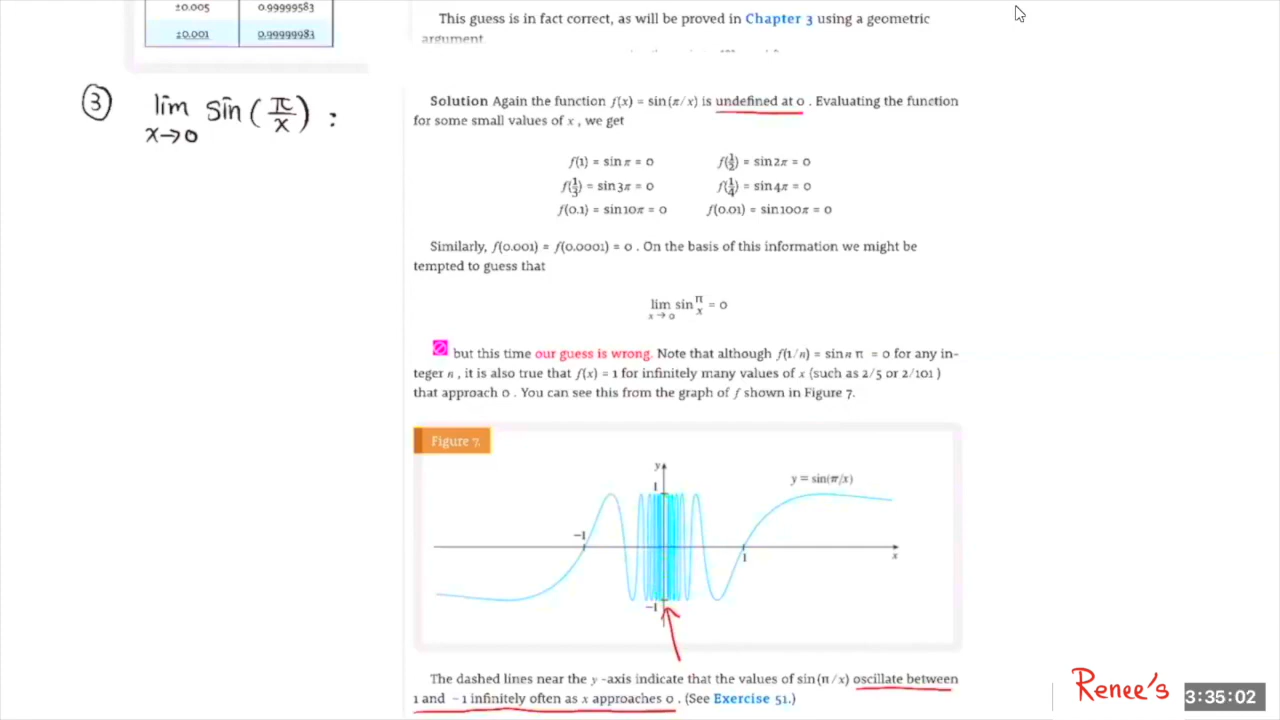 ±0.005 0.99999583
±0.001 0.99999983
This guess is in fact correct, as will be proved in Chapter 3 using a geometric
argument.
③ lim sin(π/x) :
x→0
Solution Again the function f(x) = sin(π/x) is undefined at 0 . Evaluating the function
for some small values of x , we get
f(1) = sin π = 0 f(1/2) = sin 2π = 0
f(1/3) = sin 3π = 0 f(1/4) = sin 4π = 0
f(0.1) = sin 10π = 0 f(0.01) = sin 100π = 0
Similarly, f(0.001) = f(0.0001) = 0 . On the basis of this information we might be
tempted to guess that
lim sin π/x = 0
x → 0
but this time our guess is wrong. Note that although f(1/n) = sin n π = 0 for any in-
teger n , it is also true that f(x) = 1 for infinitely many values of x (such as 2/5 or 2/101 )
that approach 0 . You can see this from the graph of f shown in Figure 7.
Figure 7.
y
1
y = sin(π/x)
−1
1
x
−1
The dashed lines near the y -axis indicate that the values of sin(π/x) oscillate between
1 and − 1 infinitely often as x approaches 0 . (See Exercise 51.)
Renee's
3:35:02